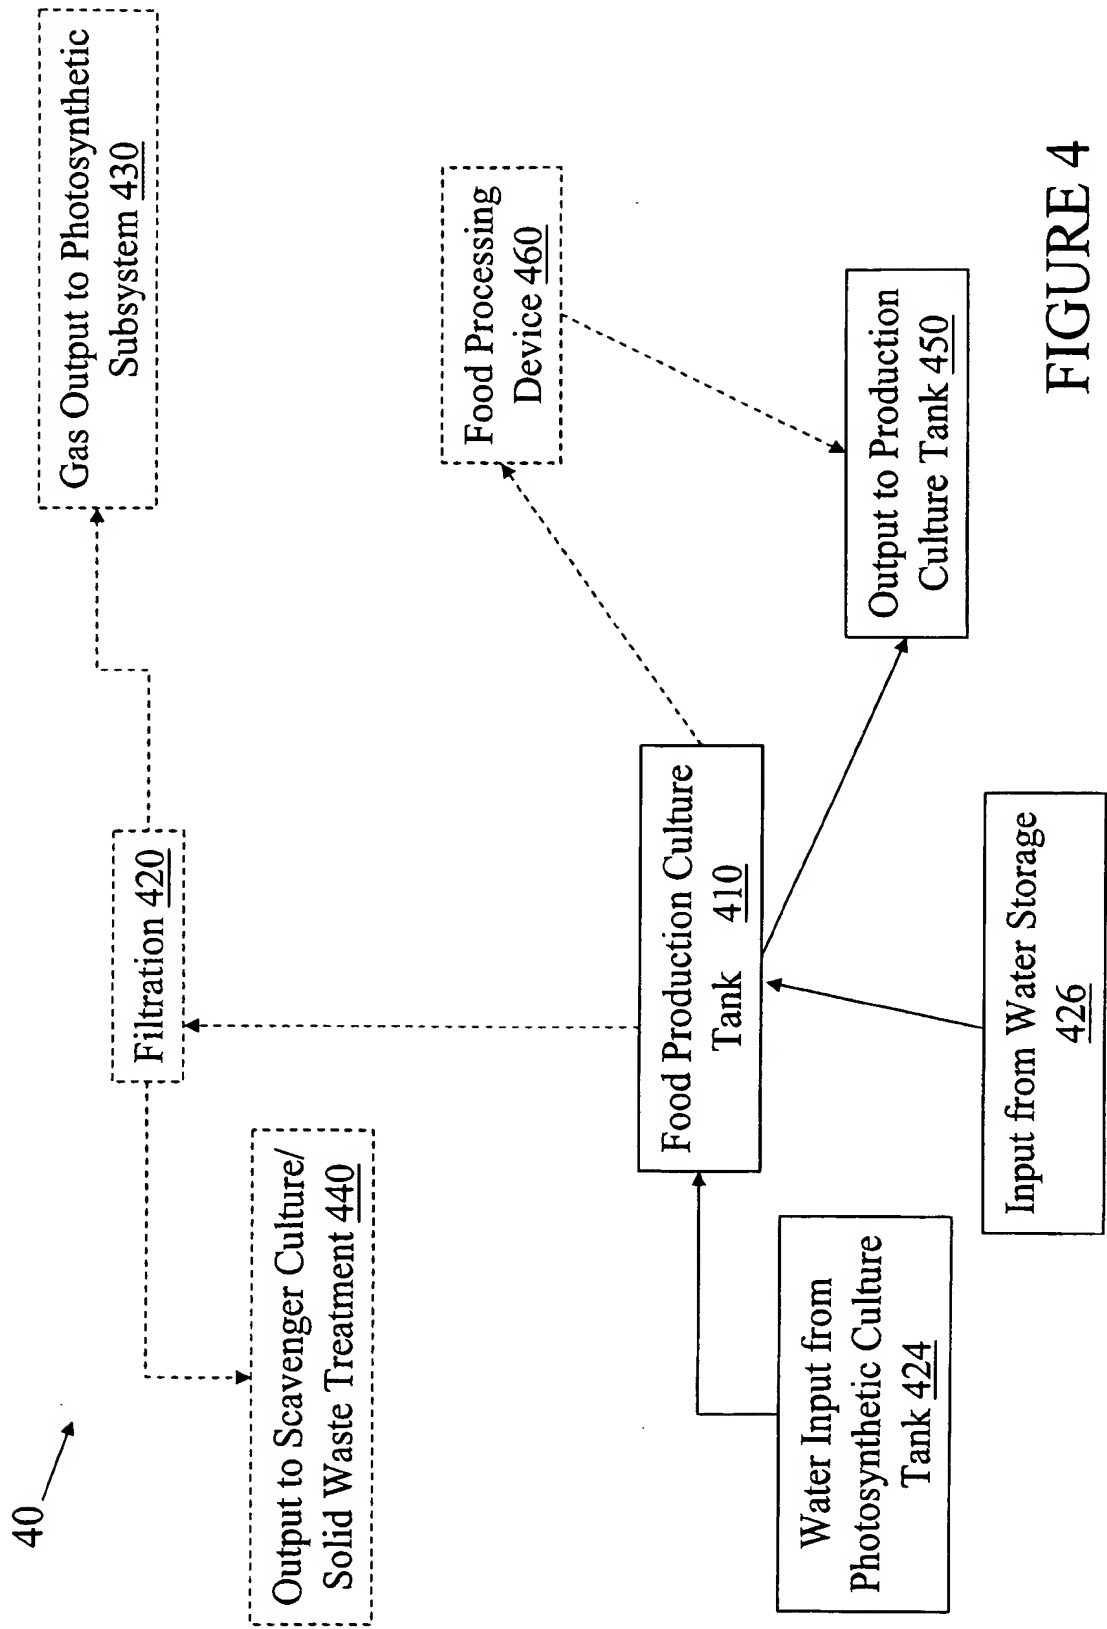 40
Gas Output to Photosynthetic
Subsystem 430
Filtration 420
Output to Scavenger Culture/
Solid Waste Treatment 440
Food Processing
Device 460
Food Production Culture
Tank 410
Output to Production
Culture Tank 450
Water Input from
Photosynthetic Culture
Tank 424
Input from Water Storage
426
FIGURE 4